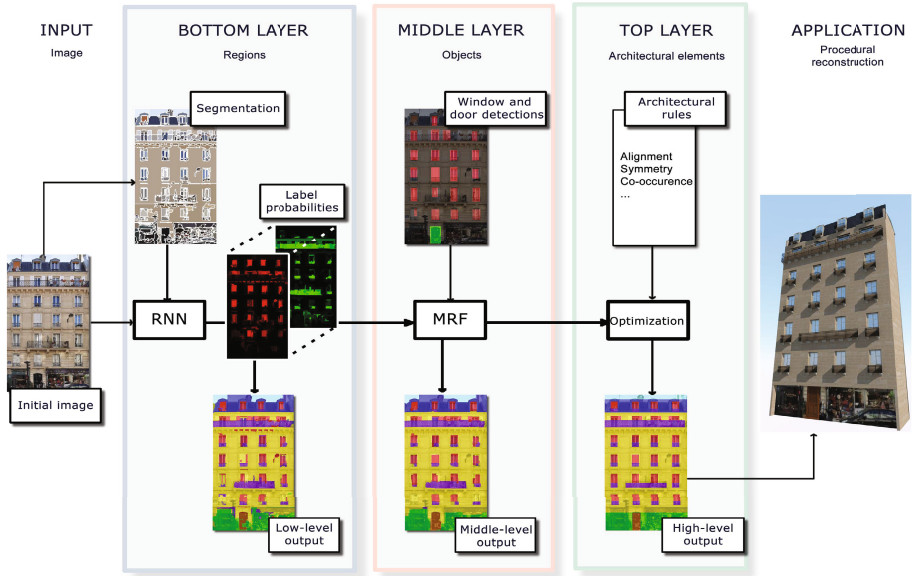 INPUT
Image
BOTTOM LAYER
Regions
MIDDLE LAYER
Objects
TOP LAYER
Architectural elements
APPLICATION
Procedural
reconstruction
Segmentation
Label
probabilities
RNN
Initial image
Low-level
output
Window and
door detections
MRF
Middle-level
output
Architectural
rules
Alignment
Symmetry
Co-occurence
...
Optimization
High-level
output